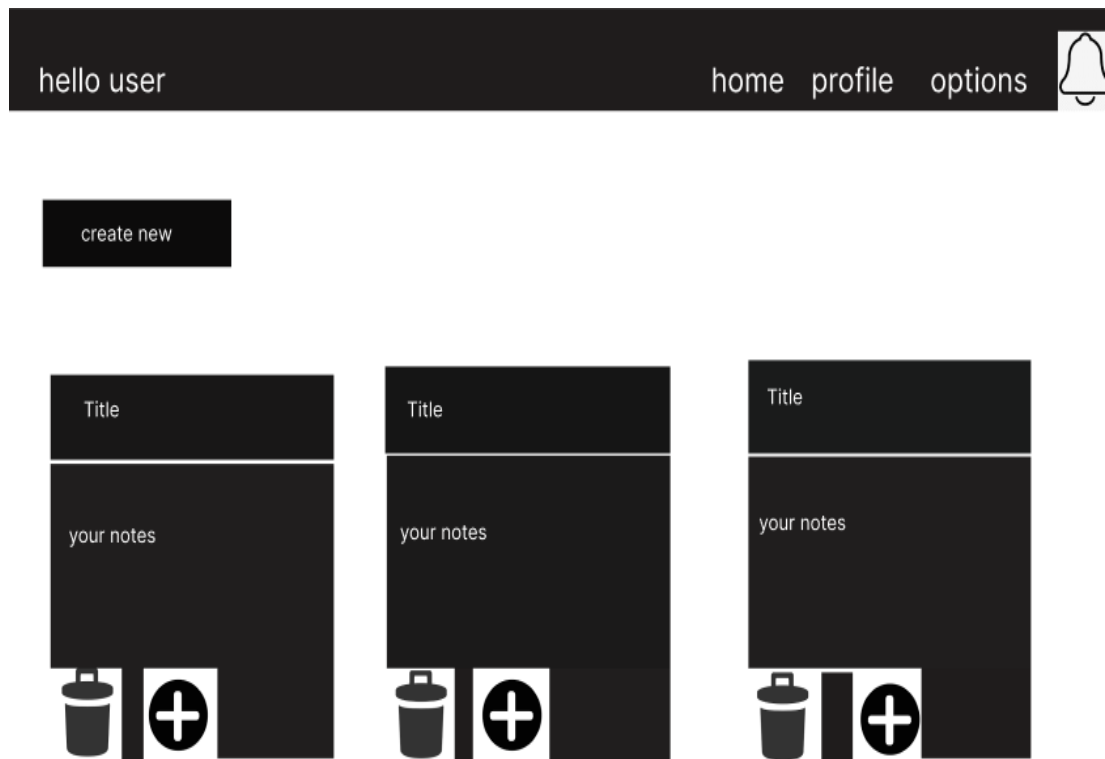 hello user home profile options
create new
Title Title Title
your notes your notes your notes